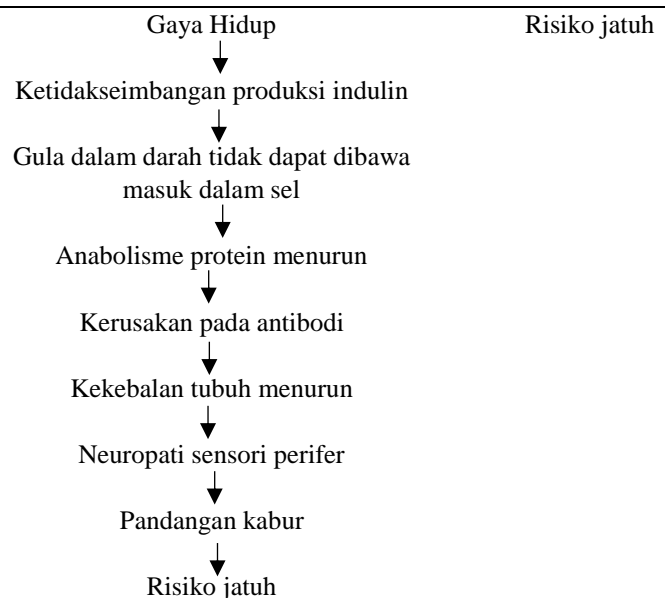 Gaya Hidup Risiko jatuh
Ketidakseimbangan produksi indulin
Gula dalam darah tidak dapat dibawa
masuk dalam sel
Anabolisme protein menurun
Kerusakan pada antibodi
Kekebalan tubuh menurun
Neuropati sensori perifer
Pandangan kabur
Risiko jatuh